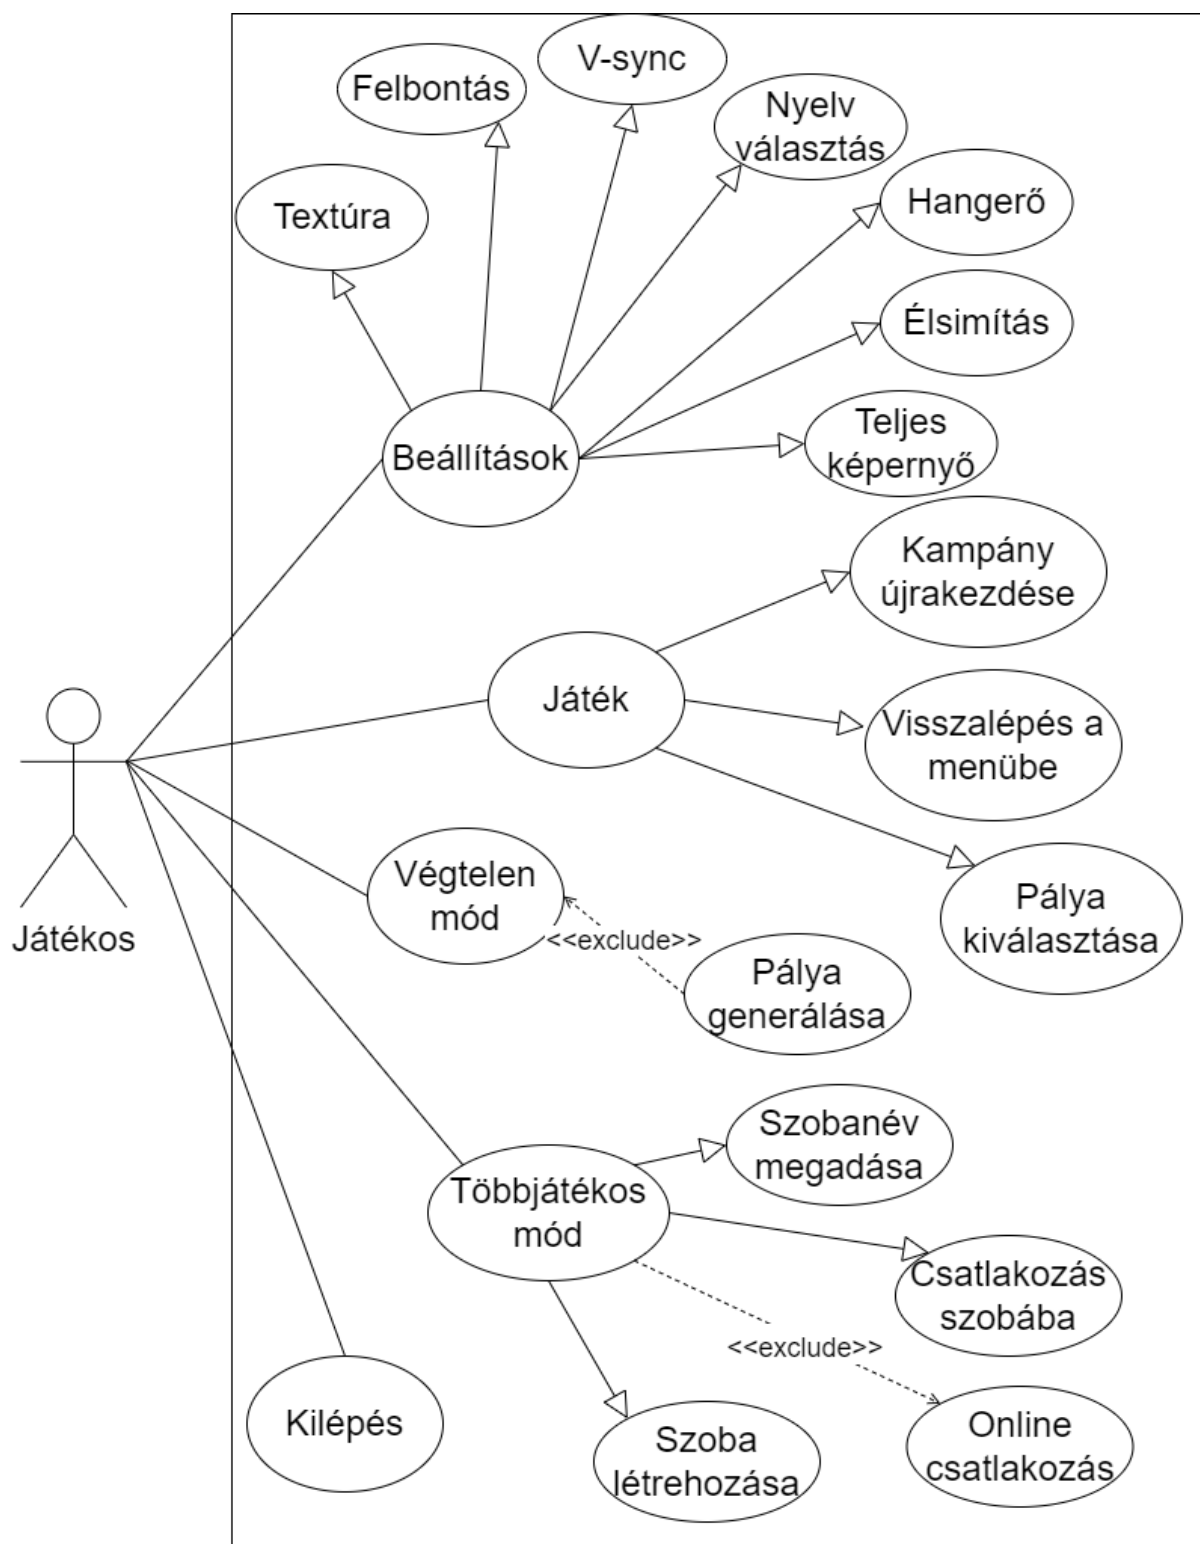 V-sync
Felbontás
Nyelv
választás
Hangerő
Textúra
Élsimítás
Teljes
képernyő
Beállítások
Kampány
újrakezdése
Játék
Visszalépés a
menübe
Végtelen
mód
Pálya
kiválasztása
Játékos
<<exclude>>
Pálya
generálása
Szobanév
megadása
Többjátékos
mód
Csatlakozás
szobába
<<exclude>>
Kilépés
Szoba
létrehozása
Online
csatlakozás